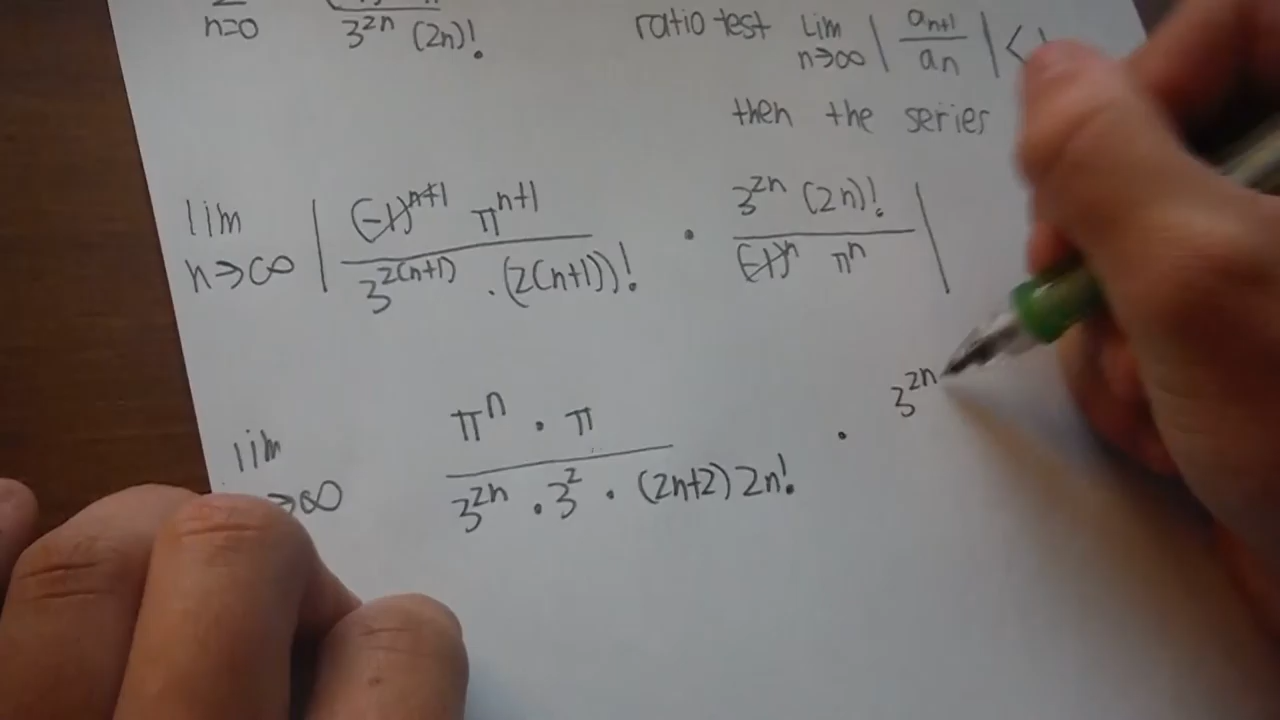 n=0 3^{2n} (2n)!
ratio test lim n→∞ | a_{n+1} / a_n | <
then the series
lim n→∞ | (-1)^{n+1} π^{n+1} / 3^{2(n+1)} . (2(n+1))! · 3^{2n} (2n)! / (-1)^n π^n |
lim →∞ π^n · π / 3^{2n} · 3^2 · (2n+2) 2n! · 3^{2n}